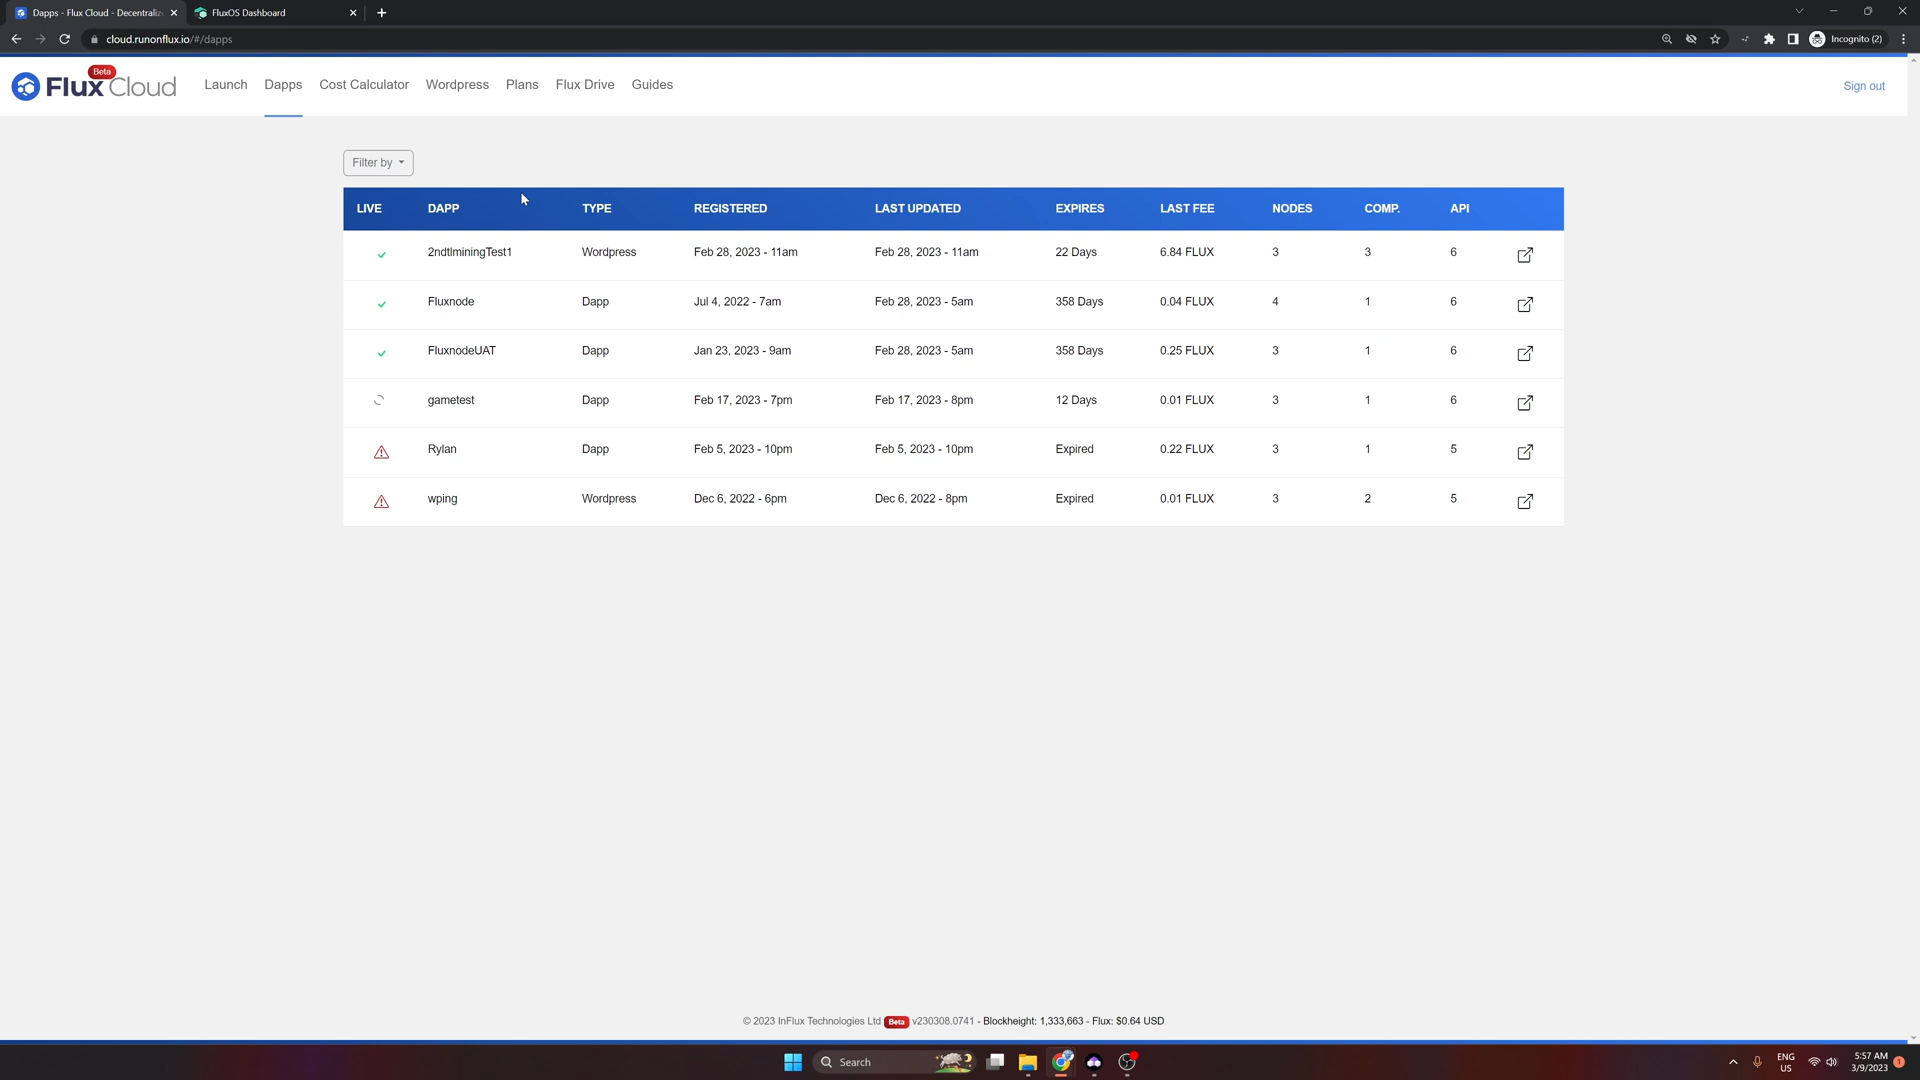 Dapps - Flux Cloud - Decentraliz
FluxOS Dashboard
cloud.runonflux.io/#/dapps
Incognito (2)
Beta
Flux Cloud
Launch Dapps Cost Calculator Wordpress Plans Flux Drive Guides
Sign out
Filter by
LIVE DAPP TYPE REGISTERED LAST UPDATED EXPIRES LAST FEE NODES COMP. API
2ndtlminingTest1 Wordpress Feb 28, 2023 - 11am Feb 28, 2023 - 11am 22 Days 6.84 FLUX 3 3 6
Fluxnode Dapp Jul 4, 2022 - 7am Feb 28, 2023 - 5am 358 Days 0.04 FLUX 4 1 6
FluxnodeUAT Dapp Jan 23, 2023 - 9am Feb 28, 2023 - 5am 358 Days 0.25 FLUX 3 1 6
gametest Dapp Feb 17, 2023 - 7pm Feb 17, 2023 - 8pm 12 Days 0.01 FLUX 3 1 6
Rylan Dapp Feb 5, 2023 - 10pm Feb 5, 2023 - 10pm Expired 0.22 FLUX 3 1 5
wping Wordpress Dec 6, 2022 - 6pm Dec 6, 2022 - 8pm Expired 0.01 FLUX 3 2 5
© 2023 InFlux Technologies Ltd Beta v230308.0741 - Blockheight: 1,333,663 - Flux: $0.64 USD
Search
ENG
US
5:57 AM
3/9/2023
1